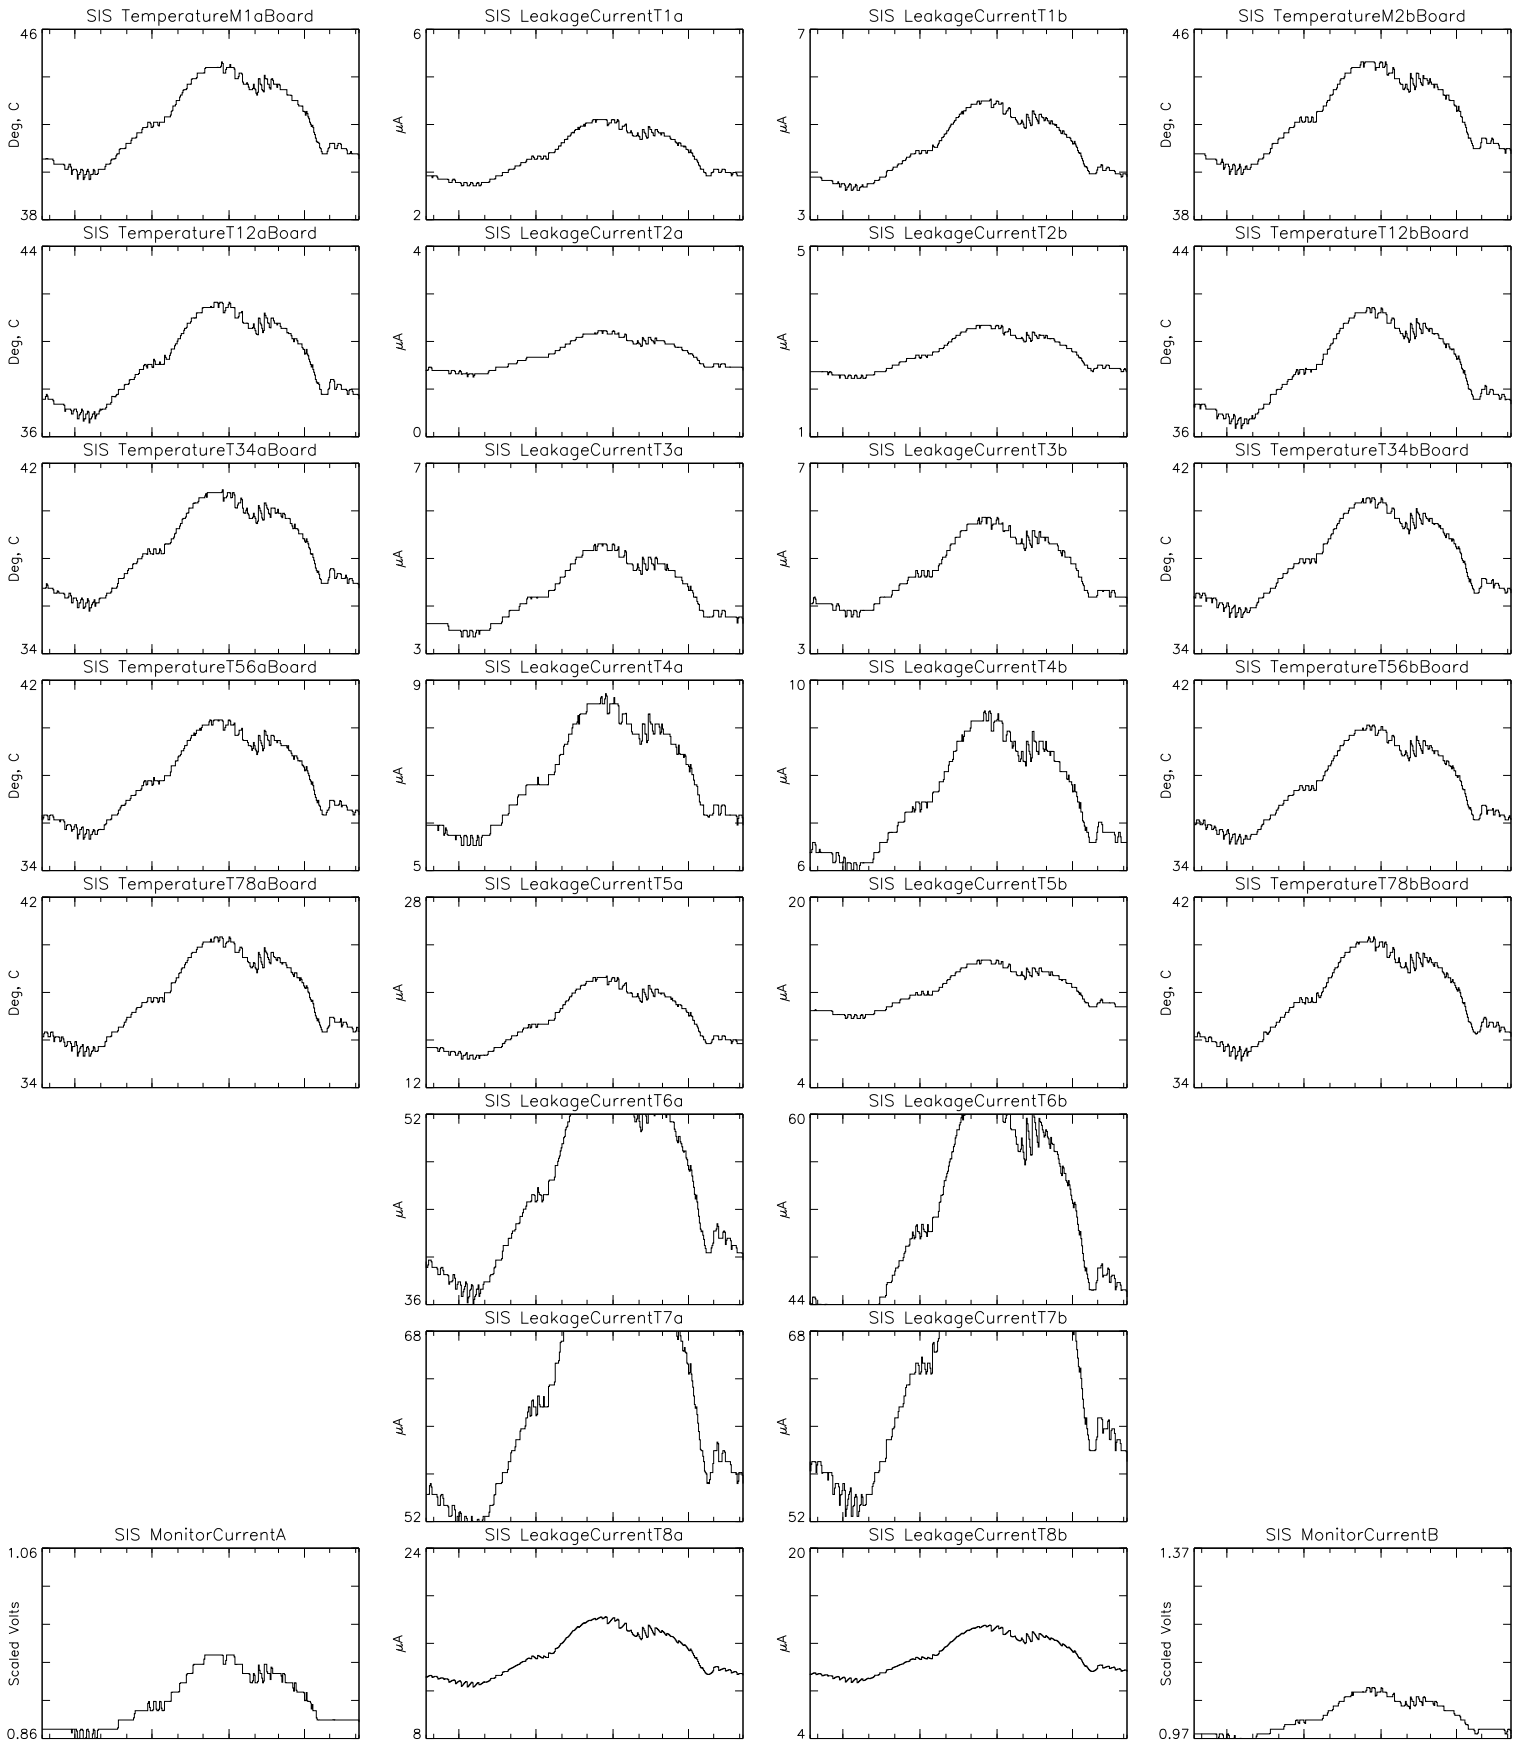 SIS TemperatureM1aBoard
46
Deg, C
38
SIS LeakageCurrentT1a
6
μA
2
SIS LeakageCurrentT1b
7
μA
3
SIS TemperatureM2bBoard
46
Deg, C
38
SIS TemperatureT12aBoard
44
Deg, C
36
SIS LeakageCurrentT2a
4
μA
0
SIS LeakageCurrentT2b
5
μA
1
SIS TemperatureT12bBoard
44
Deg, C
36
SIS TemperatureT34aBoard
42
Deg, C
34
SIS LeakageCurrentT3a
7
μA
3
SIS LeakageCurrentT3b
7
μA
3
SIS TemperatureT34bBoard
42
Deg, C
34
SIS TemperatureT56aBoard
42
Deg, C
34
SIS LeakageCurrentT4a
9
μA
5
SIS LeakageCurrentT4b
10
μA
6
SIS TemperatureT56bBoard
42
Deg, C
34
SIS TemperatureT78aBoard
42
Deg, C
34
SIS LeakageCurrentT5a
28
μA
12
SIS LeakageCurrentT5b
20
μA
4
SIS TemperatureT78bBoard
42
Deg, C
34
SIS LeakageCurrentT6a
52
μA
36
SIS LeakageCurrentT6b
60
μA
44
SIS LeakageCurrentT7a
68
μA
52
SIS LeakageCurrentT7b
68
μA
52
SIS MonitorCurrentA
1.06
Scaled Volts
0.86
SIS LeakageCurrentT8a
24
μA
8
SIS LeakageCurrentT8b
20
μA
4
SIS MonitorCurrentB
1.37
Scaled Volts
0.97